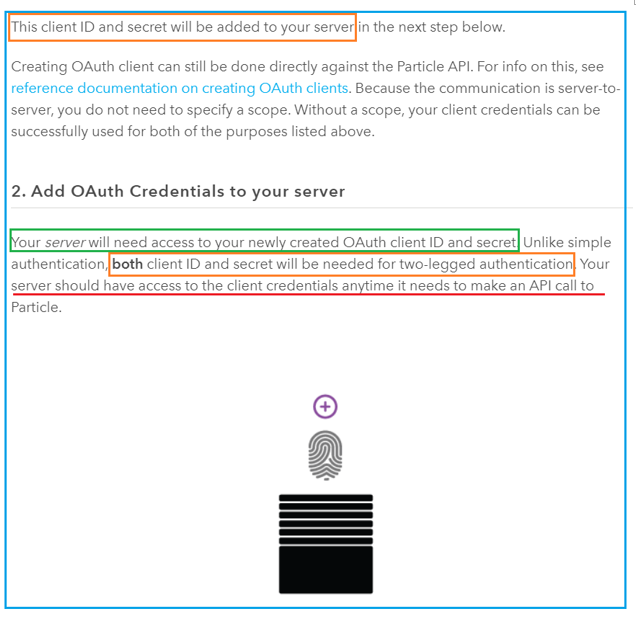 This client ID and secret will be added to your server in the next step below.
Creating OAuth client can still be done directly against the Particle API. For info on this, see
reference documentation on creating OAuth clients. Because the communication is server-to-
server, you do not need to specify a scope. Without a scope, your client credentials can be
successfully used for both of the purposes listed above.
2. Add OAuth Credentials to your server
Your server will need access to your newly created OAuth client ID and secret. Unlike simple
authentication, both client ID and secret will be needed for two-legged authentication. Your
server should have access to the client credentials anytime it needs to make an API call to
Particle.